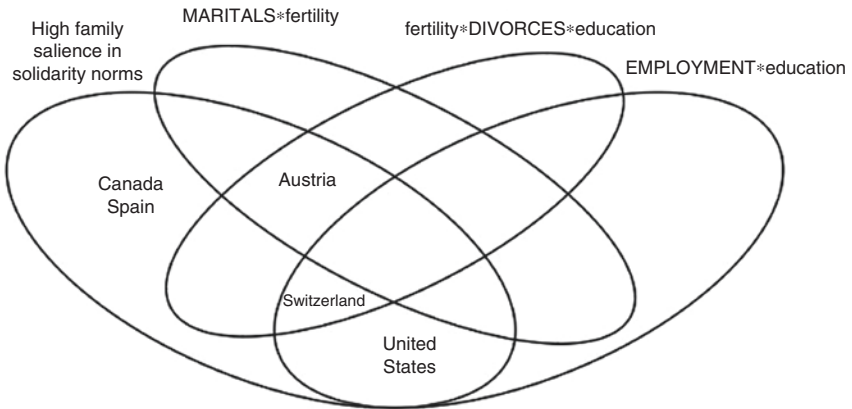 High family
salience in
solidarity norms
MARITALS*fertility
fertility*DIVORCES*education
EMPLOYMENT*education
Canada
Spain
Austria
Switzerland
United
States